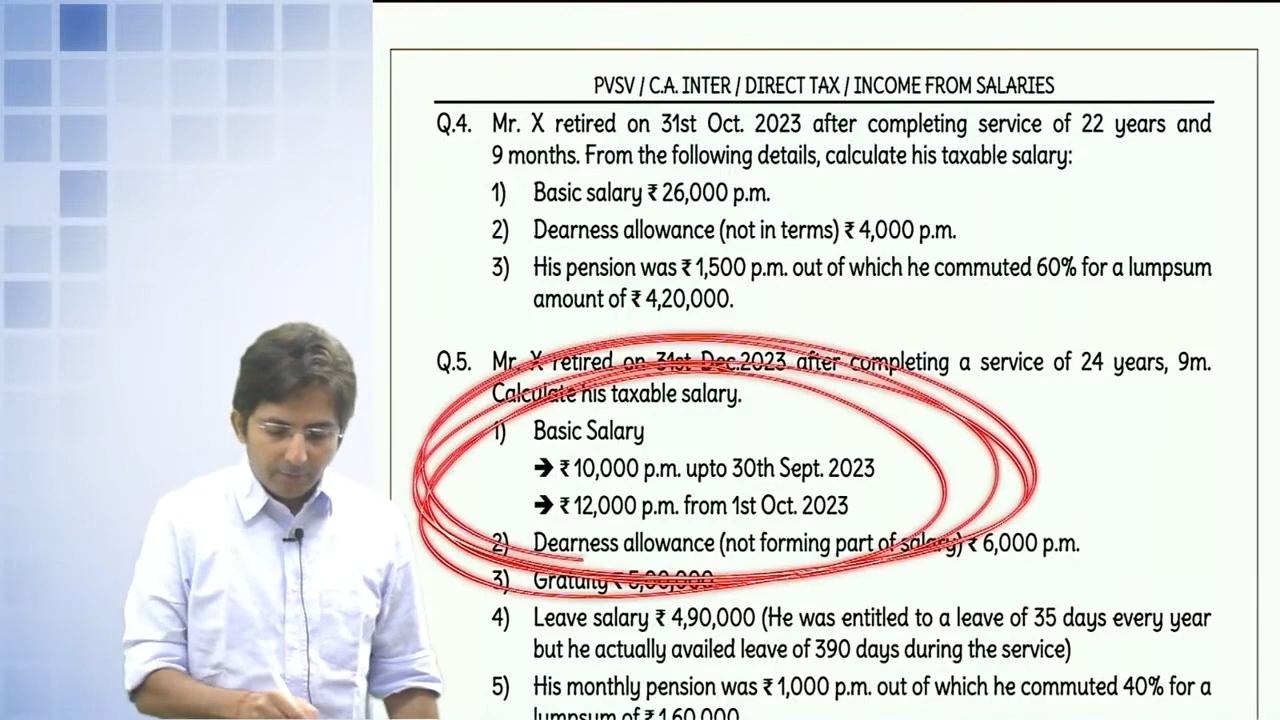 PVSV / C.A. INTER / DIRECT TAX / INCOME FROM SALARIES
Q.4. Mr. X retired on 31st Oct. 2023 after completing service of 22 years and
9 months. From the following details, calculate his taxable salary:
1) Basic salary ₹ 26,000 p.m.
2) Dearness allowance (not in terms) ₹ 4,000 p.m.
3) His pension was ₹ 1,500 p.m. out of which he commuted 60% for a lumpsum
amount of ₹ 4,20,000.
Q.5. Mr. X retired on 31st Dec.2023 after completing a service of 24 years, 9m.
Calculate his taxable salary.
i) Basic Salary
➔ ₹ 10,000 p.m. upto 30th Sept. 2023
➔ ₹ 12,000 p.m. from 1st Oct. 2023
2) Dearness allowance (not forming part of salary) ₹ 6,000 p.m.
3) Gratuity ₹ 5,00,000
4) Leave salary ₹ 4,90,000 (He was entitled to a leave of 35 days every year
but he actually availed leave of 390 days during the service)
5) His monthly pension was ₹ 1,000 p.m. out of which he commuted 40% for a
lumpsum of ₹ 1,60,000